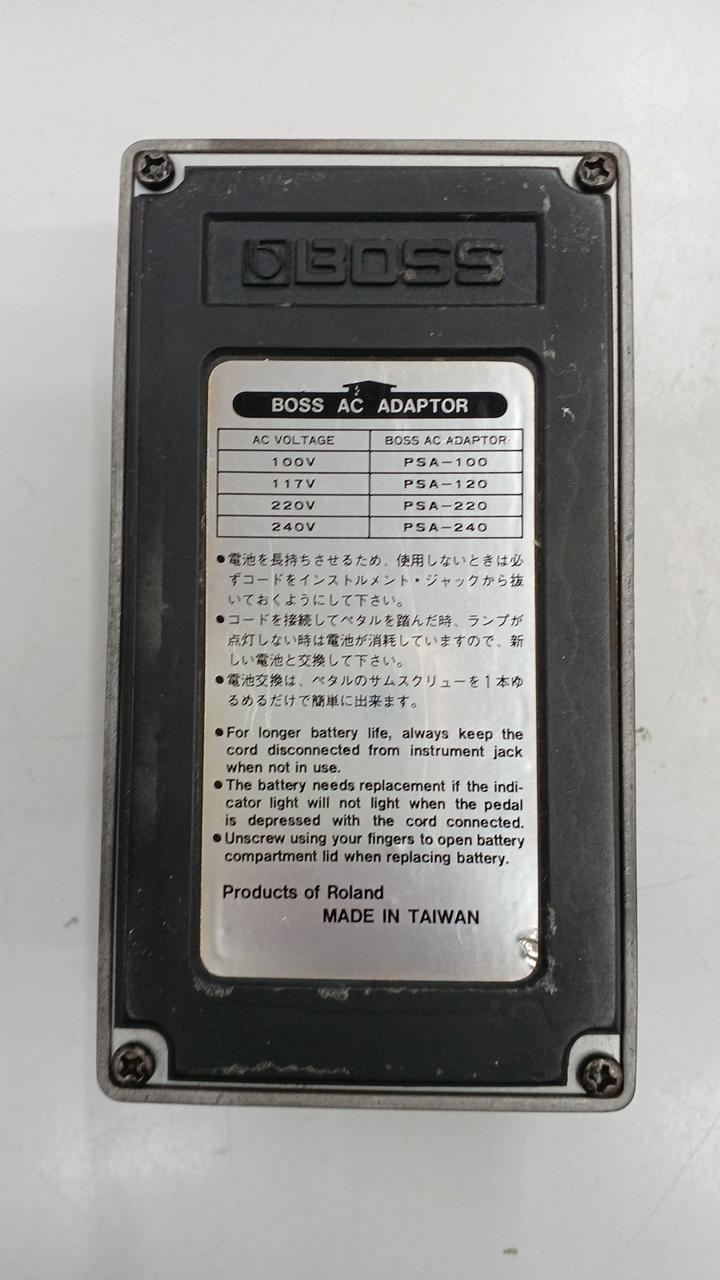 BOSS
BOSS AC ADAPTOR
AC VOLTAGE BOSS AC ADAPTOR
100V PSA-100
117V PSA-120
220V PSA-220
240V PSA-240
●電池を長持ちさせるため、使用しないときは必
ずコードをインストルメント・ジャックから抜
いておくようにして下さい。
●コードを接続してペタルを踏んだ時、ランプが
点灯しない時は電池が消耗していますので、新
しい電池と交換して下さい。
●電池交換は、ペタルのサムスクリューを1本ゆ
るめるだけで簡単に出来ます。
●For longer battery life, always keep the
cord disconnected from instrument jack
when not in use.
●The battery needs replacement if the indi-
cator light will not light when the pedal
is depressed with the cord connected.
●Unscrew using your fingers to open battery
compartment lid when replacing battery.
Products of Roland
MADE IN TAIWAN